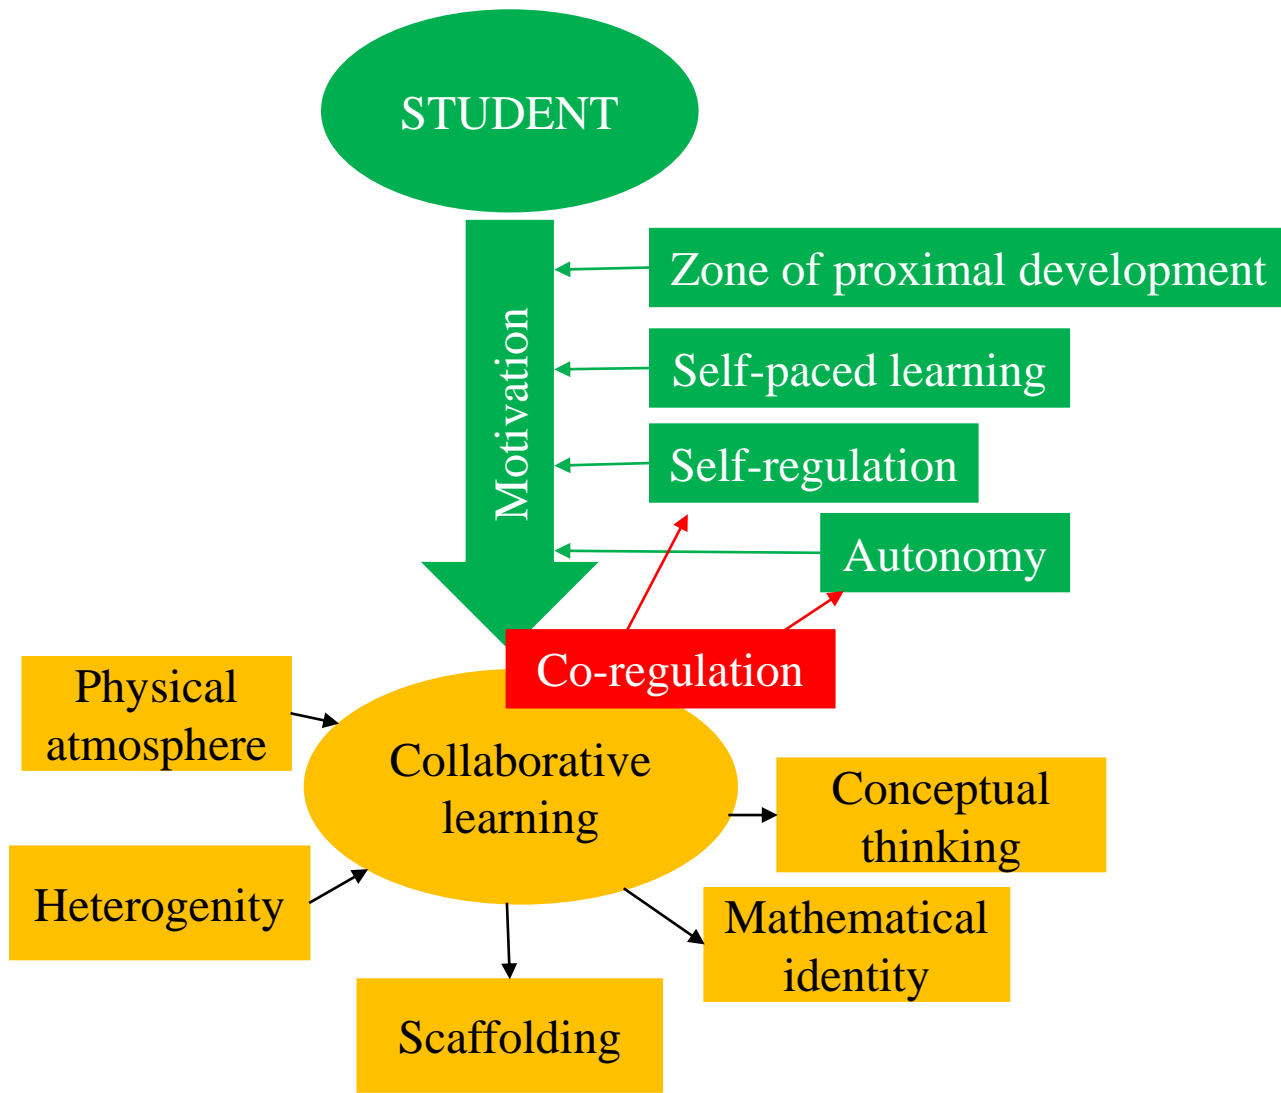 STUDENT
Zone of proximal development
Self-paced learning
Motivation
Self-regulation
Autonomy
Co-regulation
Physical
atmosphere
Collaborative
learning
Conceptual
thinking
Heterogenity
Mathematical
identity
Scaffolding